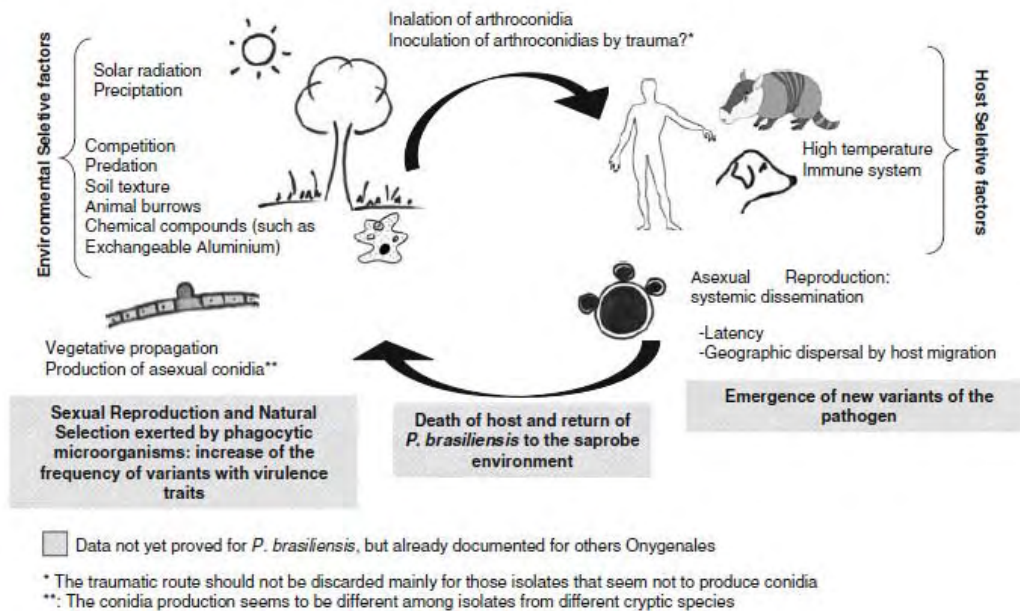 Inalation of arthroconidia
Inoculation of arthroconidias by trauma?*
Environmental Seletive factors
Solar radiation
Preciptation
Competition
Predation
Soil texture
Animal burrows
Chemical compounds (such as
Exchangeable Aluminium)
High temperature
Immune system
Host Seletive factors
Vegetative propagation
Production of asexual conidia**
Asexual Reproduction:
systemic dissemination
-Latency
-Geographic dispersal by host migration
Sexual Reproduction and Natural
Selection exerted by phagocytic
microorganisms: increase of the
frequency of variants with virulence
traits
Death of host and return of
P. brasiliensis to the saprobe
environment
Emergence of new variants of the
pathogen
Data not yet proved for P. brasiliensis, but already documented for others Onygenales
* The traumatic route should not be discarded mainly for those isolates that seem not to produce conidia
**: The conidia production seems to be different among isolates from different cryptic species